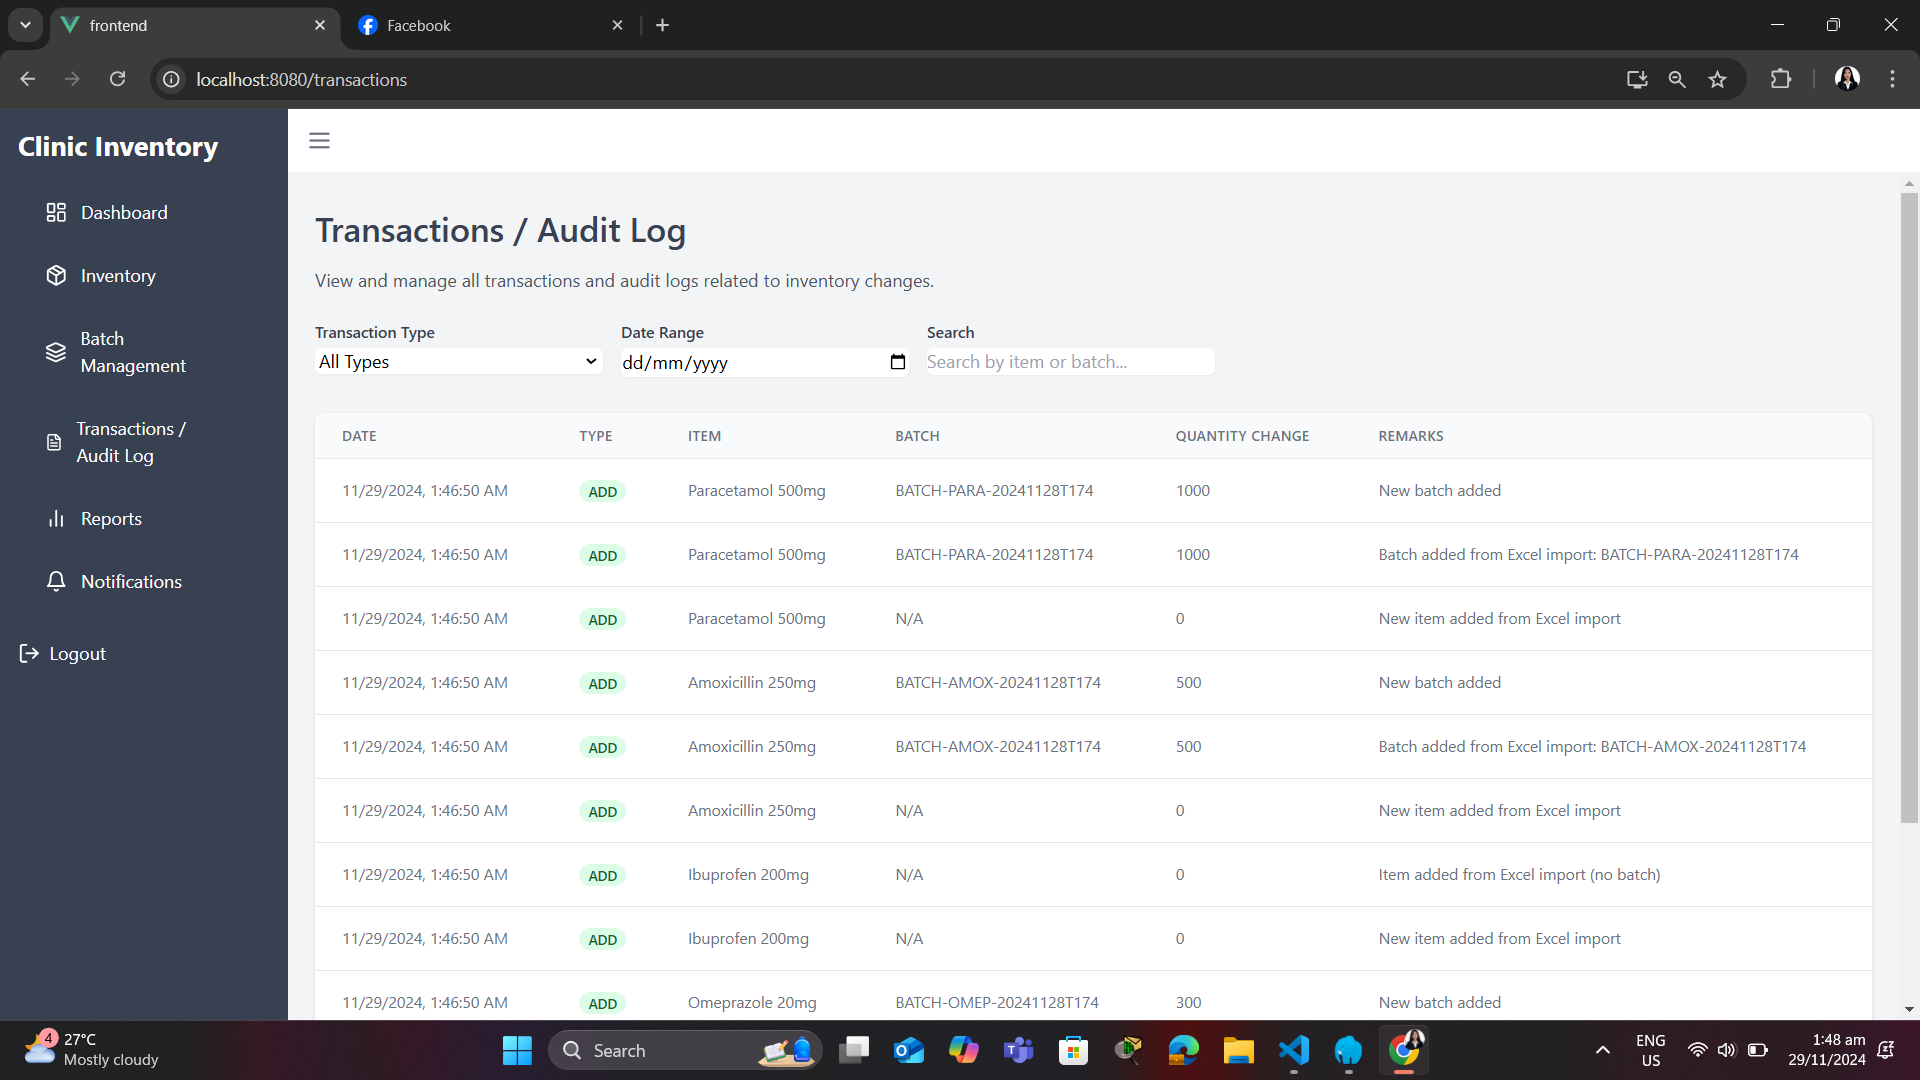 frontend
Facebook
localhost:8080/transactions
Clinic Inventory
Dashboard
Inventory
Batch
Management
Transactions /
Audit Log
Reports
Notifications
Logout
Transactions / Audit Log
View and manage all transactions and audit logs related to inventory changes.
Transaction Type Date Range Search
All Types dd/mm/yyyy Search by item or batch...
DATE TYPE ITEM BATCH QUANTITY CHANGE REMARKS
11/29/2024, 1:46:50 AM ADD Paracetamol 500mg BATCH-PARA-20241128T174 1000 New batch added
11/29/2024, 1:46:50 AM ADD Paracetamol 500mg BATCH-PARA-20241128T174 1000 Batch added from Excel import: BATCH-PARA-20241128T174
11/29/2024, 1:46:50 AM ADD Paracetamol 500mg N/A 0 New item added from Excel import
11/29/2024, 1:46:50 AM ADD Amoxicillin 250mg BATCH-AMOX-20241128T174 500 New batch added
11/29/2024, 1:46:50 AM ADD Amoxicillin 250mg BATCH-AMOX-20241128T174 500 Batch added from Excel import: BATCH-AMOX-20241128T174
11/29/2024, 1:46:50 AM ADD Amoxicillin 250mg N/A 0 New item added from Excel import
11/29/2024, 1:46:50 AM ADD Ibuprofen 200mg N/A 0 Item added from Excel import (no batch)
11/29/2024, 1:46:50 AM ADD Ibuprofen 200mg N/A 0 New item added from Excel import
11/29/2024, 1:46:50 AM ADD Omeprazole 20mg BATCH-OMEP-20241128T174 300 New batch added
4
27°C
Mostly cloudy
Search
ENG
US
1:48 am
29/11/2024